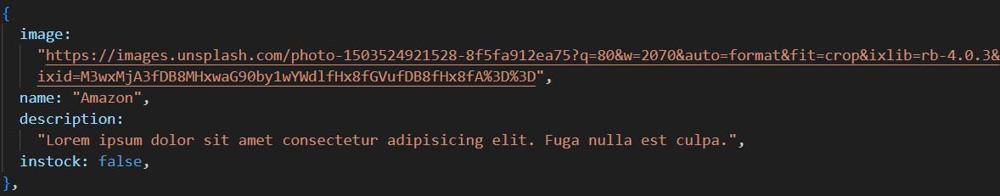 {
image:
"https://images.unsplash.com/photo-1503524921528-8f5fa912ea75?q=80&w=2070&auto=format&fit=crop&ixlib=rb-4.0.3&
ixid=M3wxMjA3fDB8MHxwaG90by1wYWdlfHx8fGVufDB8fHx8fA%3D%3D",
name: "Amazon",
description:
"Lorem ipsum dolor sit amet consectetur adipisicing elit. Fuga nulla est culpa.",
instock: false,
},